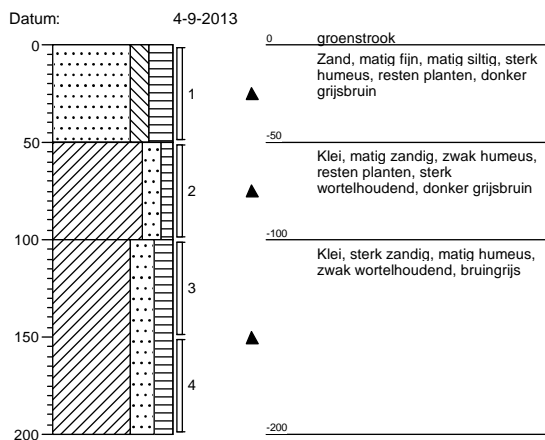 Datum: 4-9-2013
0
50
100
150
200
1
2
3
4
0 groenstrook
Zand, matig fijn, matig siltig, sterk
humeus, resten planten, donker
grijsbruin
-50
Klei, matig zandig, zwak humeus,
resten planten, sterk
wortelhoudend, donker grijsbruin
-100
Klei, sterk zandig, matig humeus,
zwak wortelhoudend, bruingrijs
-200